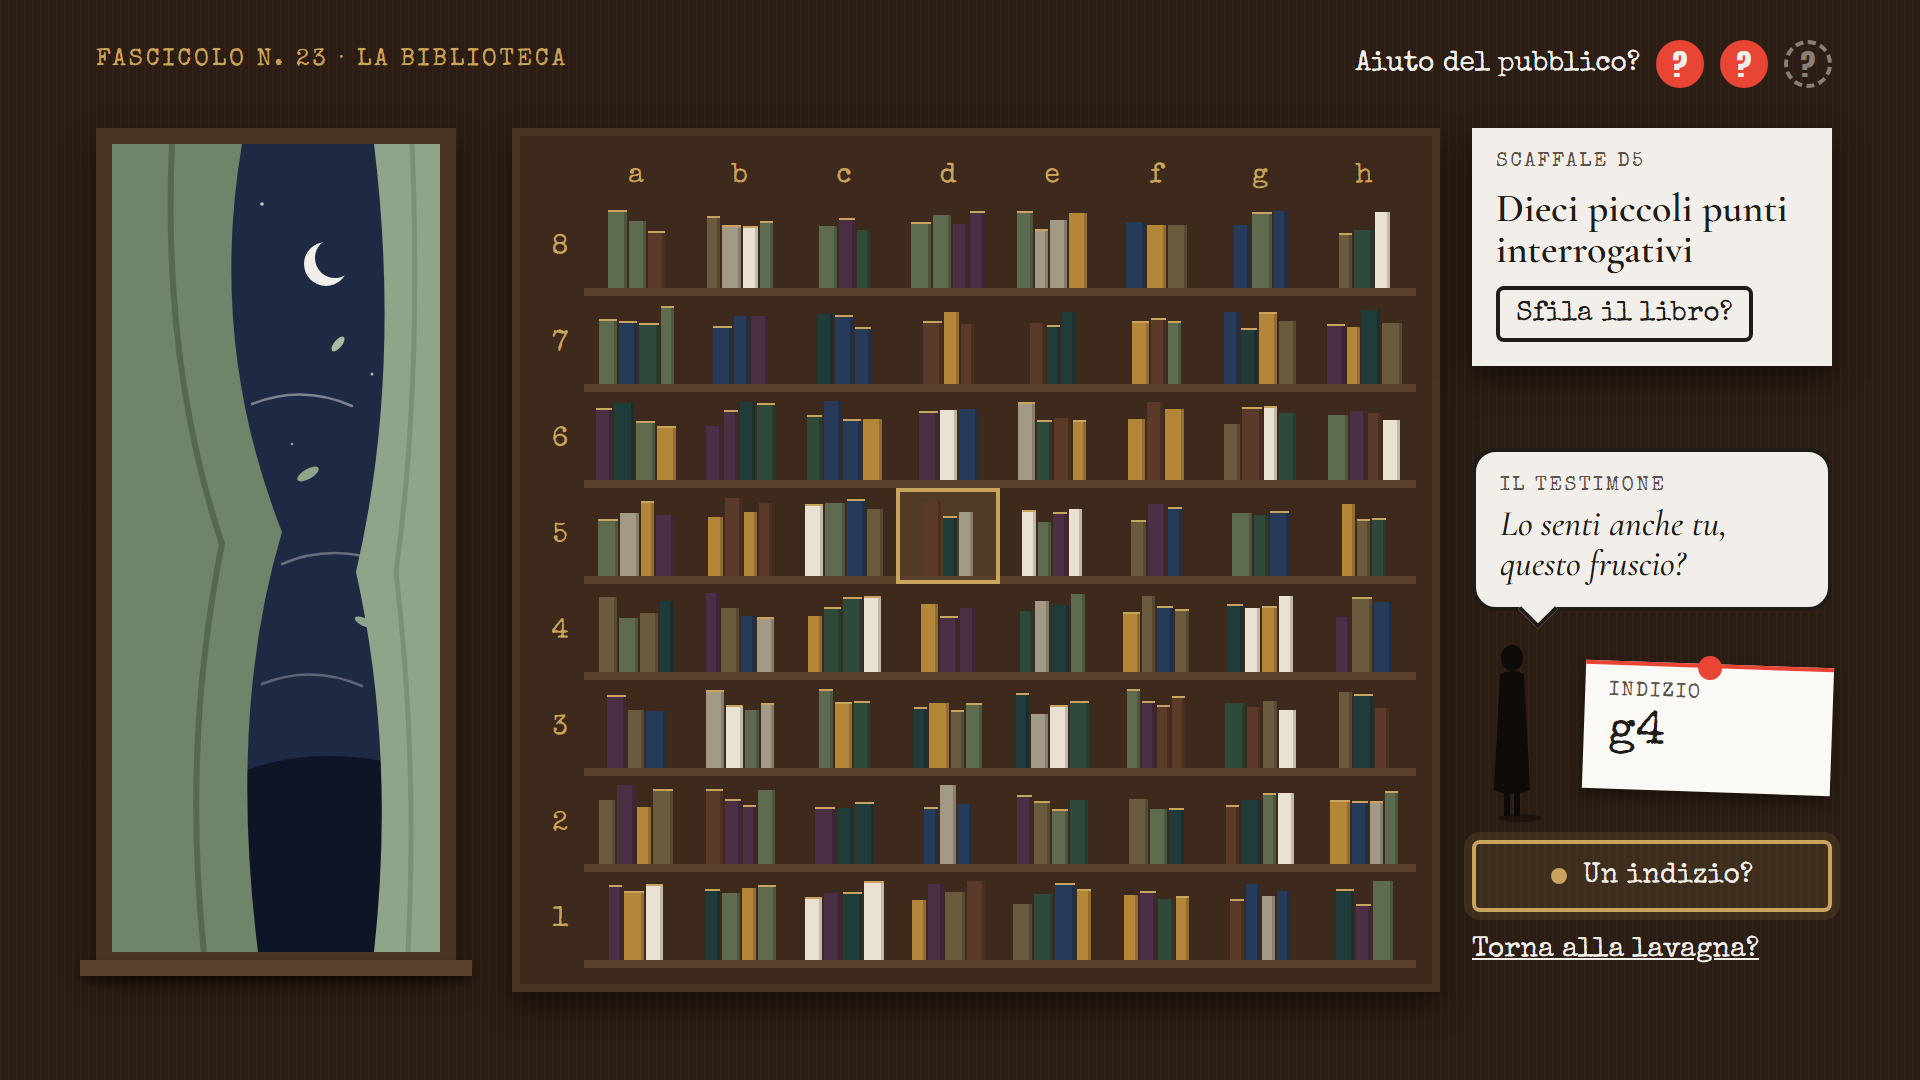 FASCICOLO N. 23 · LA BIBLIOTECA
Aiuto del pubblico? ? ? ?
a b c d e f g h
8
7
6
5
4
3
2
1
SCAFFALE D5
Dieci piccoli punti
interrogativi
Sfila il libro?
IL TESTIMONE
Lo senti anche tu,
questo fruscio?
INDIZIO
g4
Un indizio?
Torna alla lavagna?